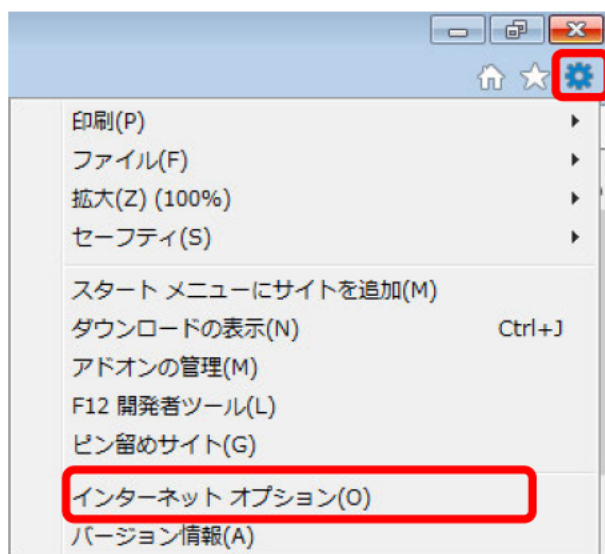 印刷(P)
ファイル(F)
拡大(Z) (100%)
セーフティ(S)
スタート メニューにサイトを追加(M)
ダウンロードの表示(N) Ctrl+J
アドオンの管理(M)
F12 開発者ツール(L)
ピン留めサイト(G)
インターネット オプション(O)
バージョン情報(A)